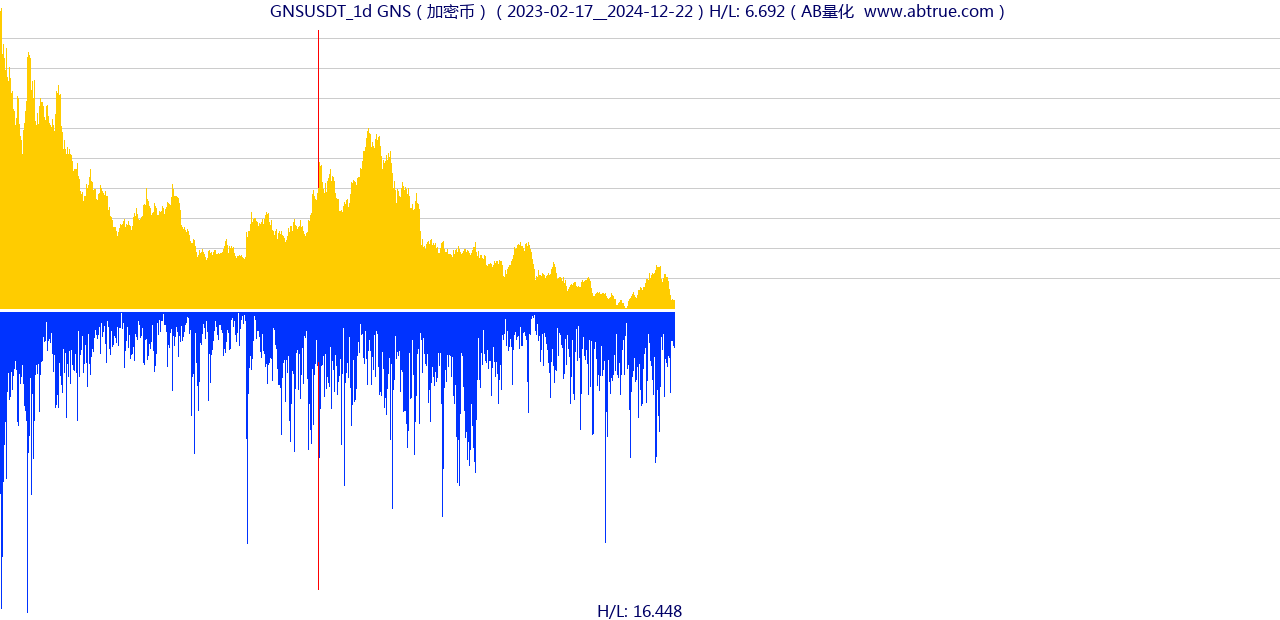 GNSUSDT_1d GNS ( 加密币 ) ( 2023-02-17__2024-12-22 ) H/L: 6.692 ( AB量化  www.abtrue.com )
H/L: 16.448